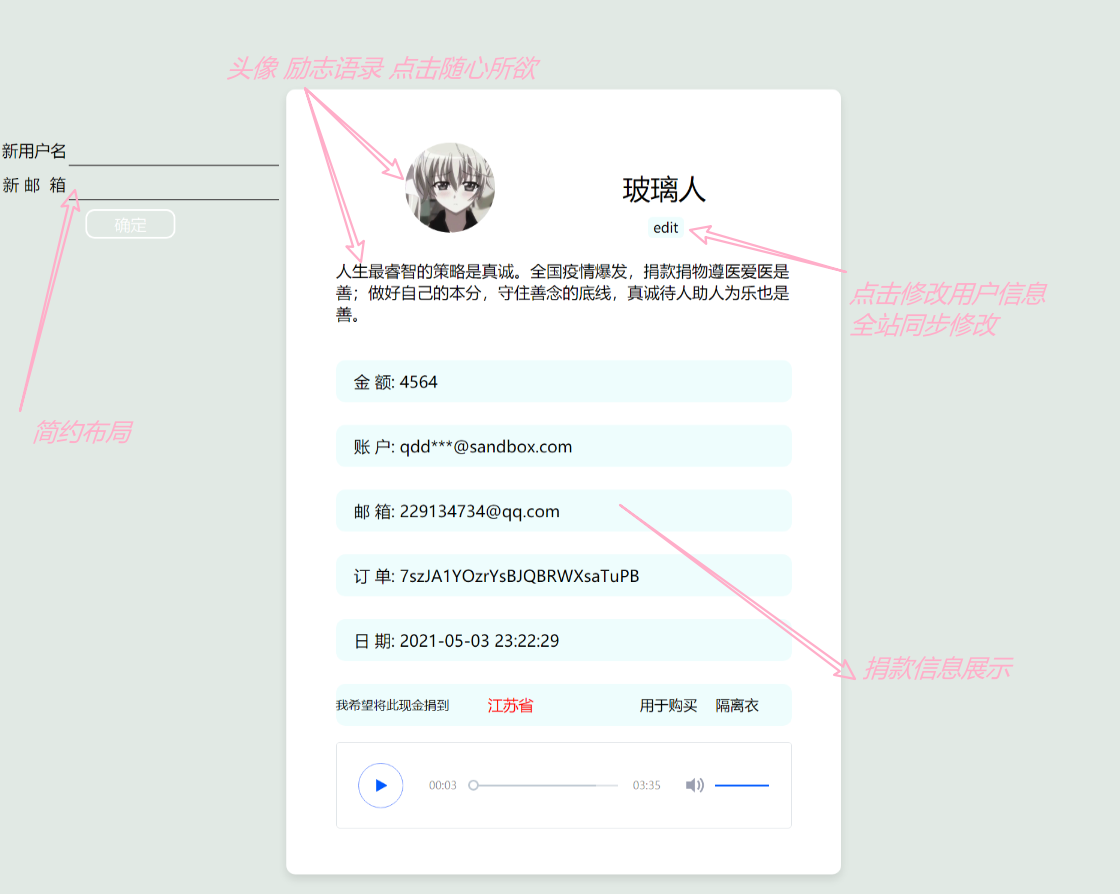 头像 励志语录 点击随心所欲
新用户名
新 邮 箱
确定
简约布局
玻璃人
edit
点击修改用户信息
全站同步修改
人生最睿智的策略是真诚。全国疫情爆发，捐款捐物遵医爱医是
善；做好自己的本分，守住善念的底线，真诚待人助人为乐也是
善。
金 额: 4564
账 户: qdd***@sandbox.com
邮 箱: 229134734@qq.com
订 单: 7szJA1YOzrYsBJQBRWXsaTuPB
日 期: 2021-05-03 23:22:29
捐款信息展示
我希望将此现金捐到 江苏省 用于购买 隔离衣
00:03 03:35